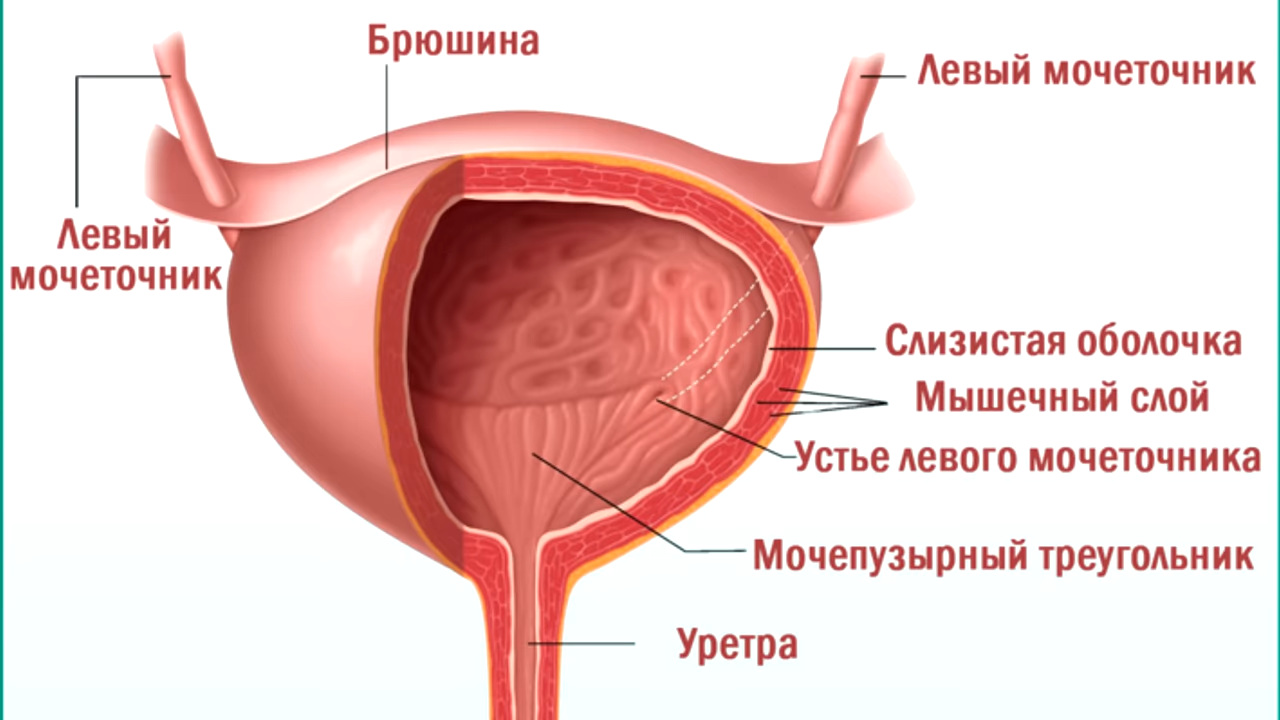 Брюшина
Левый мочеточник
Левый
мочеточник
Слизистая оболочка
Мышечный слой
Устье левого мочеточника
Мочепузырный треугольник
Уретра